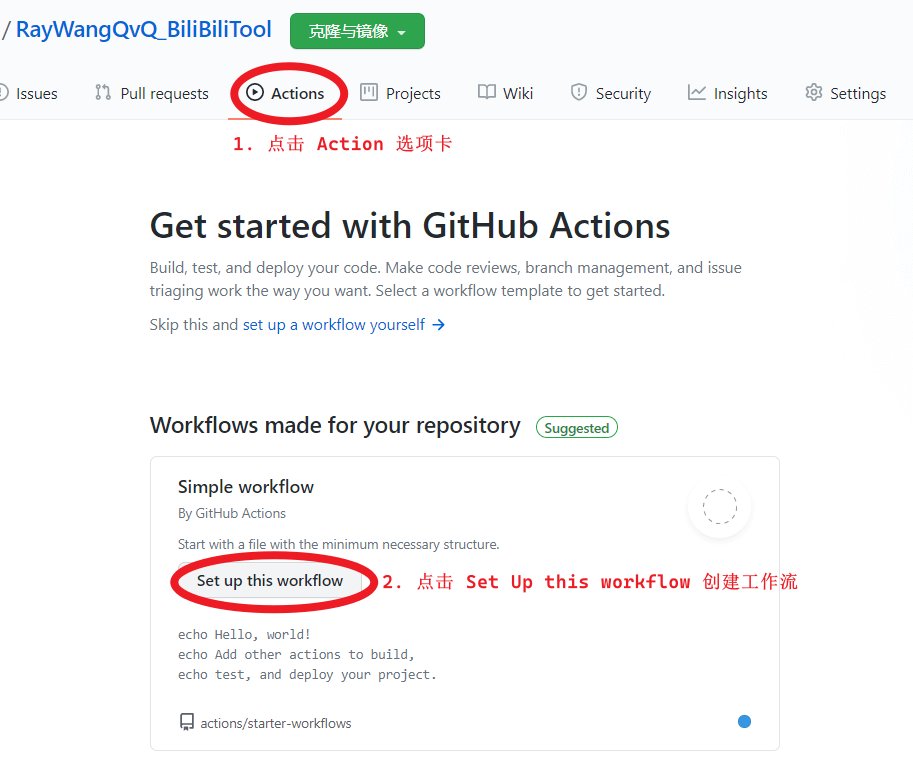 / RayWangQvQ_BiliBiliTool 克隆与镜像
Issues Pull requests Actions Projects Wiki Security Insights Settings
1. 点击 Action 选项卡
Get started with GitHub Actions
Build, test, and deploy your code. Make code reviews, branch management, and issue
triaging work the way you want. Select a workflow template to get started.
Skip this and set up a workflow yourself →
Workflows made for your repository Suggested
Simple workflow
By GitHub Actions
Start with a file with the minimum necessary structure.
Set up this workflow 2. 点击 Set Up this workflow 创建工作流
echo Hello, world!
echo Add other actions to build,
echo test, and deploy your project.
actions/starter-workflows